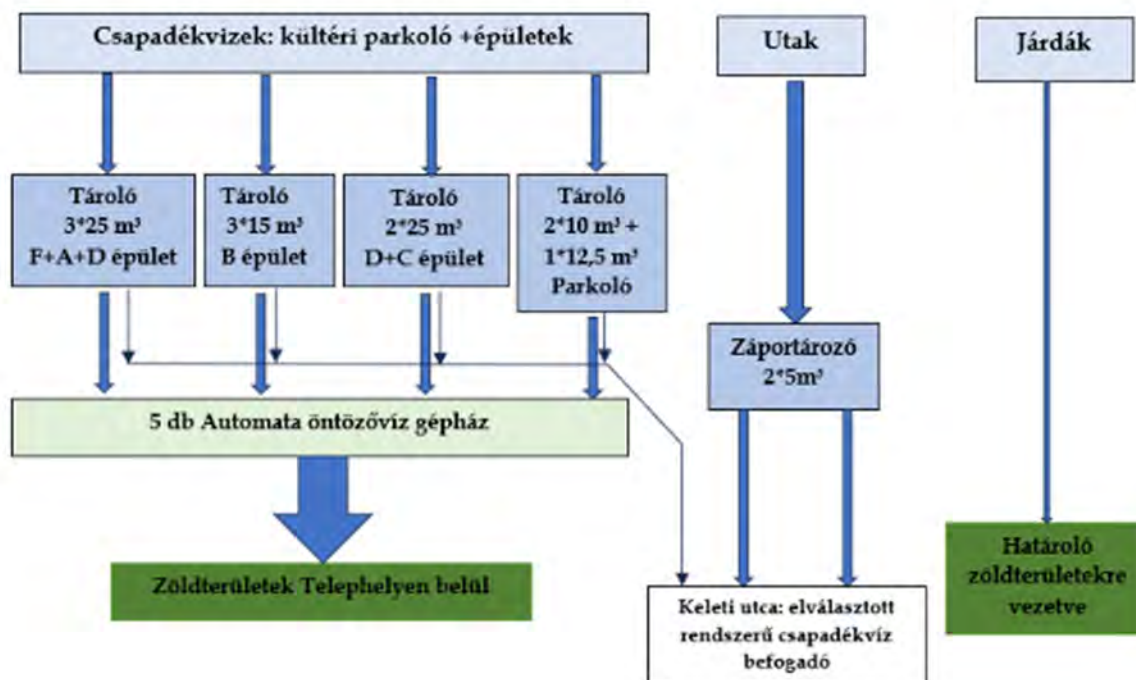 Csapadékvizek: kültéri parkoló +épületek
Utak
Járdák
Tároló
3*25 m³
F+A+D épület
Tároló
3*15 m³
B épület
Tároló
2*25 m³
D+C épület
Tároló
2*10 m³ +
1*12,5 m³
Parkoló
Záportározó
2*5m³
5 db Automata öntözővíz gépház
Zöldterületek Telephelyen belül
Keleti utca: elválasztott
rendszerű csapadékvíz
befogadó
Határoló
zöldterületekre
vezetve